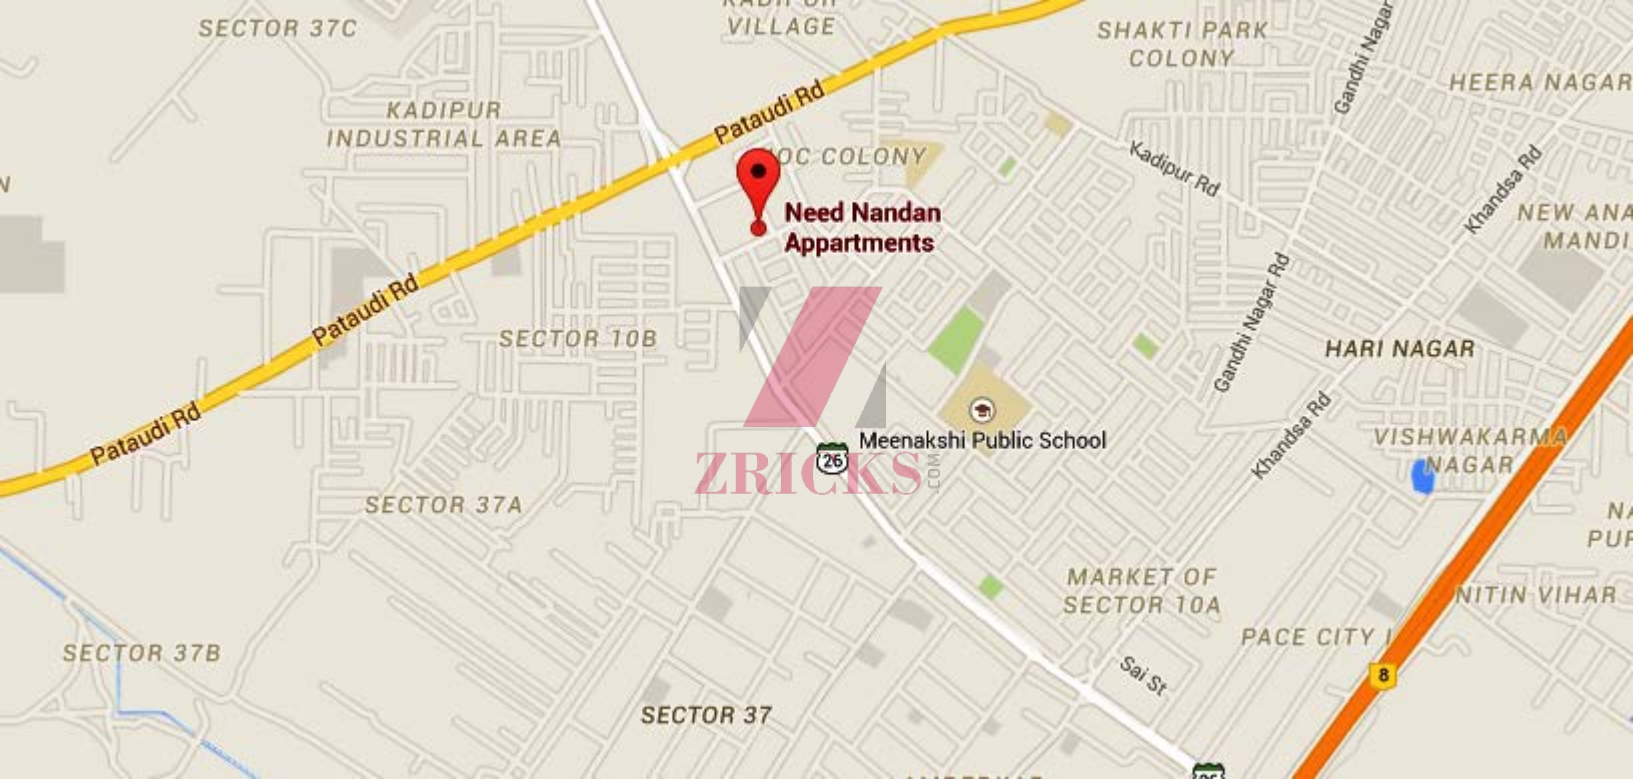 SECTOR 37C
VILLAGE
SHAKTI PARK
COLONY
Gandhi Nagar
HEERA NAGAR
KADIPUR
INDUSTRIAL AREA
Pataudi Rd
IOC COLONY
Kadipur Rd
Khandsa Rd
Need Nandan
Appartments
NEW ANA
MANDI
Pataudi Rd
Gandhi Nagar Rd
SECTOR 10B
HARI NAGAR
Pataudi Rd
Khandsa Rd
Meenakshi Public School
VISHWAKARMA
NAGAR
26
ZRICKS
.COM
SECTOR 37A
NA
PUR
MARKET OF
SECTOR 10A
NITIN VIHAR
PACE CITY I
SECTOR 37B
Sai St
8
SECTOR 37